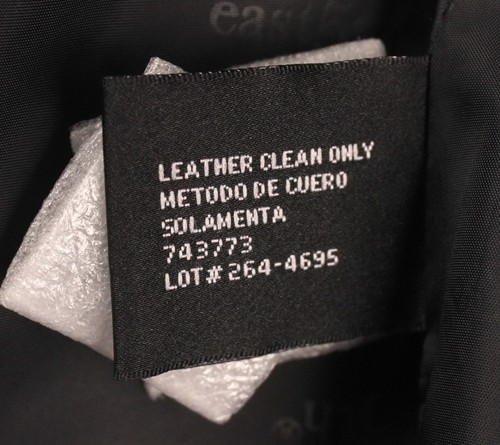 LEATHER CLEAN ONLY
METODO DE CUERO
SOLAMENTA
743773
LOT# 264-4695